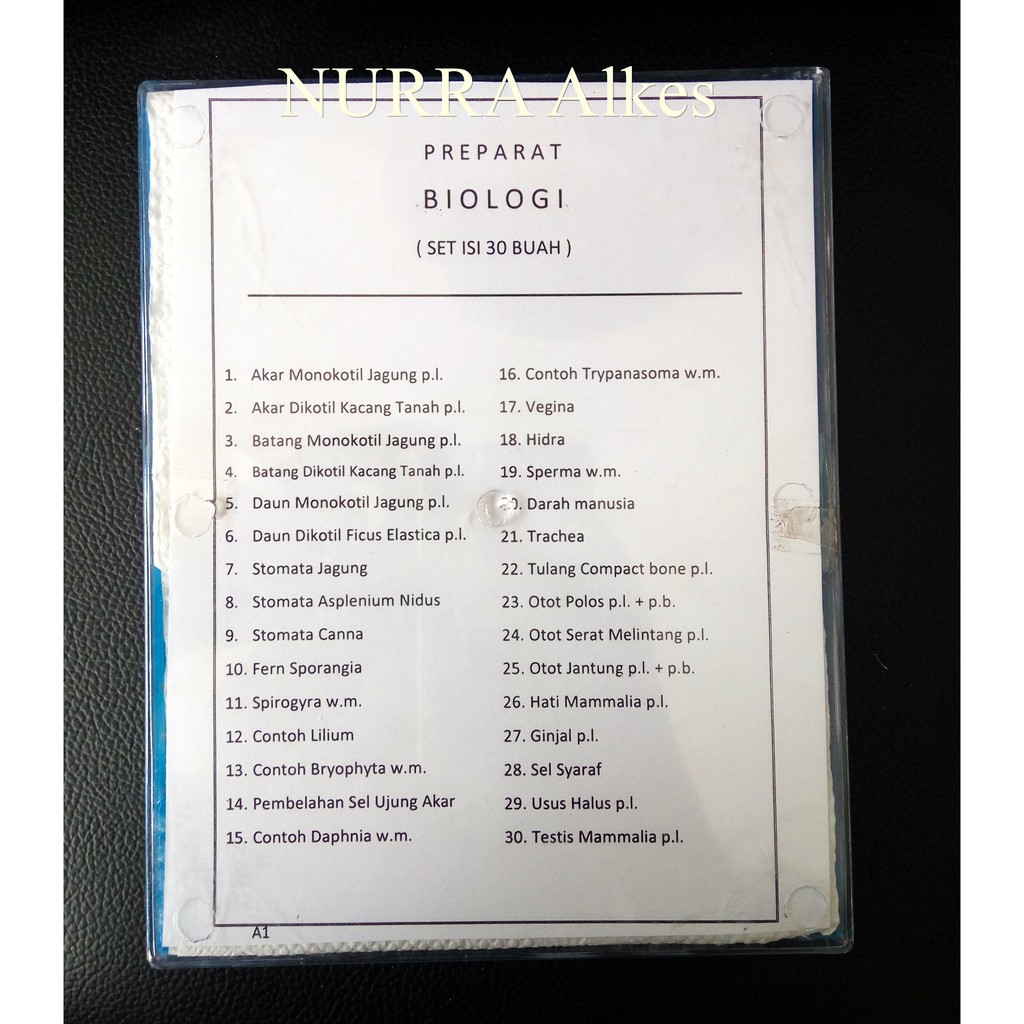 NURRA Alkes
PREPARAT
BIOLOGI
( SET ISI 30 BUAH )
1. Akar Monokotil Jagung p.l.
2. Akar Dikotil Kacang Tanah p.l.
3. Batang Monokotil Jagung p.l.
4. Batang Dikotil Kacang Tanah p.l.
5. Daun Monokotil Jagung p.l.
6. Daun Dikotil Ficus Elastica p.l.
7. Stomata Jagung
8. Stomata Asplenium Nidus
9. Stomata Canna
10. Fern Sporangia
11. Spirogyra w.m.
12. Contoh Lilium
13. Contoh Bryophyta w.m.
14. Pembelahan Sel Ujung Akar
15. Contoh Daphnia w.m.
16. Contoh Trypanasoma w.m.
17. Vegina
18. Hidra
19. Sperma w.m.
20. Darah manusia
21. Trachea
22. Tulang Compact bone p.l.
23. Otot Polos p.l. + p.b.
24. Otot Serat Melintang p.l.
25. Otot Jantung p.l. + p.b.
26. Hati Mammalia p.l.
27. Ginjal p.l.
28. Sel Syaraf
29. Usus Halus p.l.
30. Testis Mammalia p.l.
A1